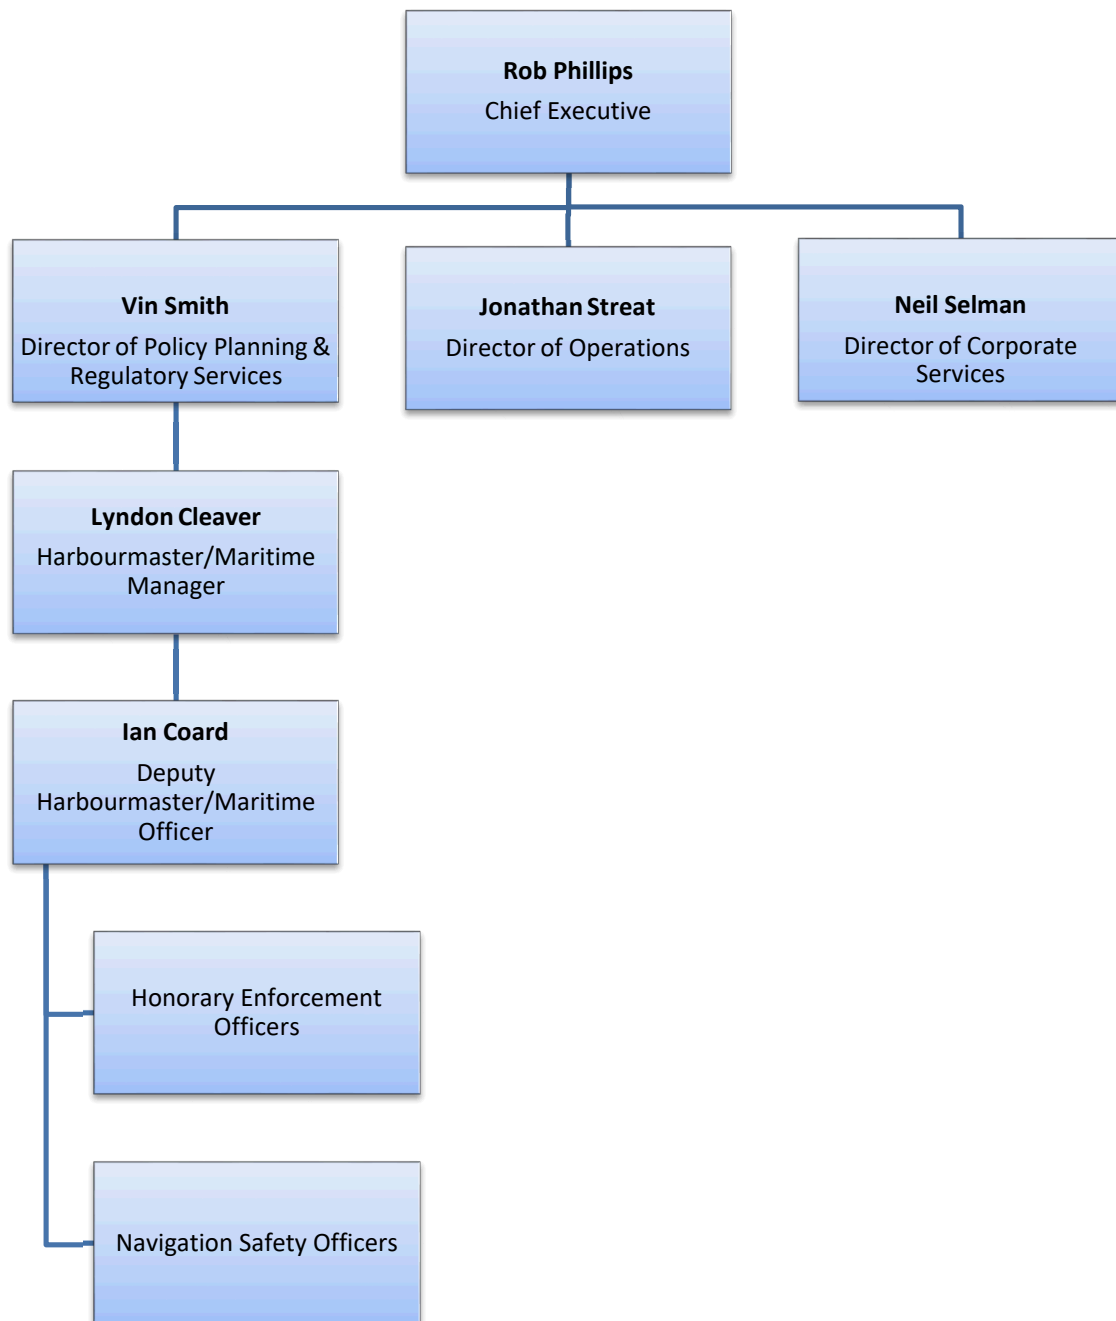 Rob Phillips
Chief Executive
Vin Smith
Director of Policy Planning &
Regulatory Services
Jonathan Streat
Director of Operations
Neil Selman
Director of Corporate
Services
Lyndon Cleaver
Harbourmaster/Maritime
Manager
Ian Coard
Deputy
Harbourmaster/Maritime
Officer
Honorary Enforcement
Officers
Navigation Safety Officers